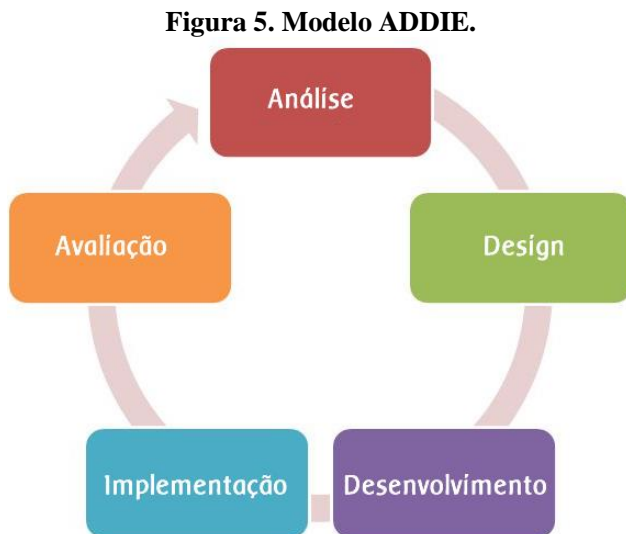 Figura 5. Modelo ADDIE.
Análise
Design
Desenvolvimento
Implementação
Avaliação